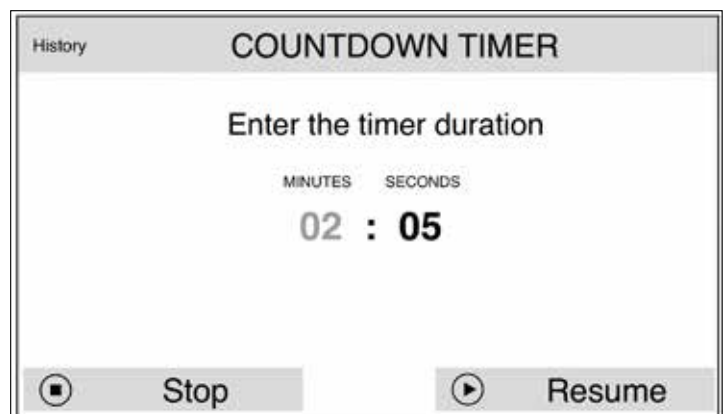 History COUNTDOWN TIMER
Enter the timer duration
MINUTES SECONDS
02 : 05
Stop Resume